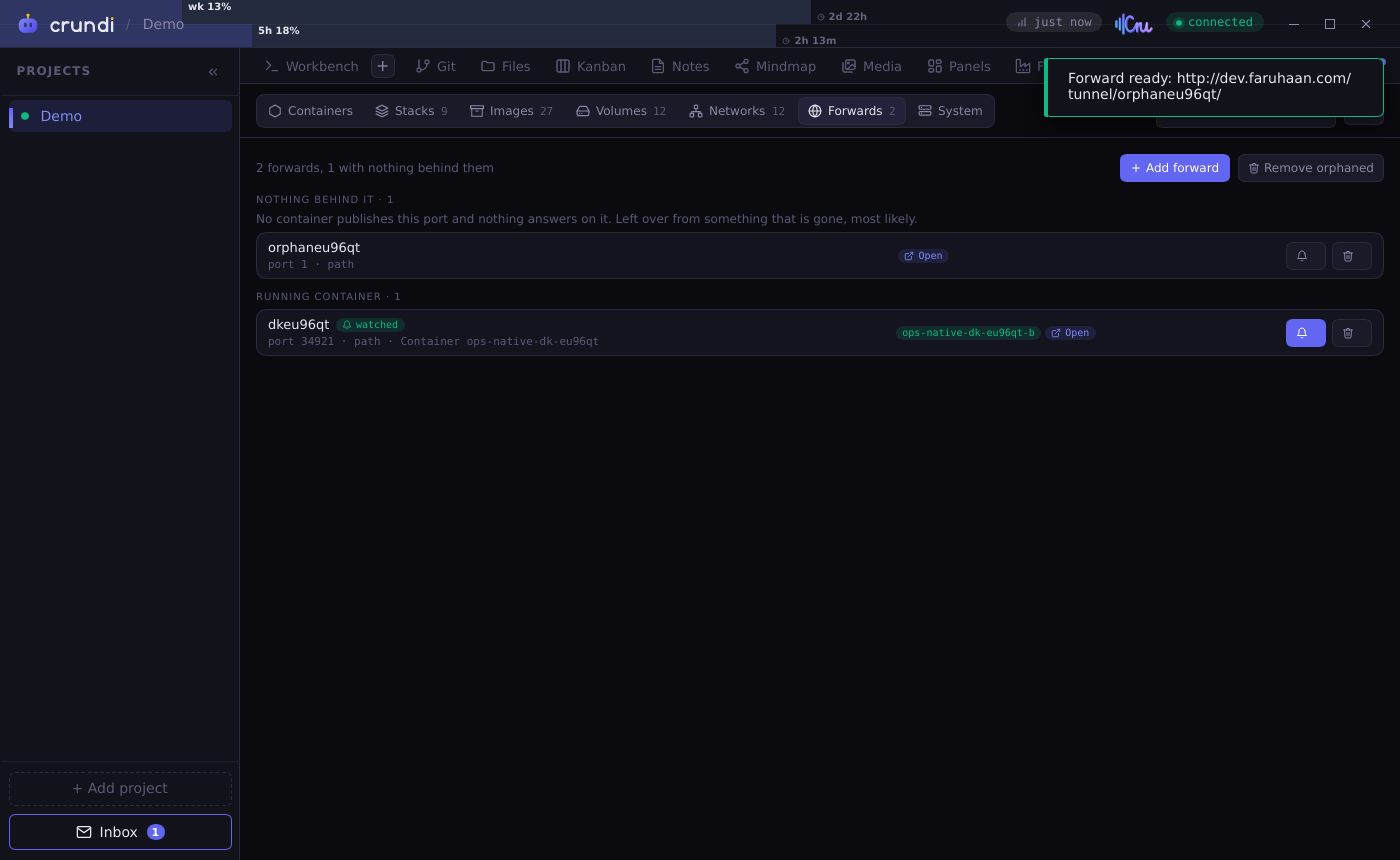 crundi / Demo
wk 13%
2d 22h
5h 18%
2h 13m
just now
Cru
connected
PROJECTS
«
Demo
Workbench
+
Git
Files
Kanban
Notes
Mindmap
Media
Panels
Forward ready: http://dev.faruhaan.com/
tunnel/orphaneu96qt/
Containers
Stacks 9
Images 27
Volumes 12
Networks 12
Forwards 2
System
2 forwards, 1 with nothing behind them
+ Add forward
Remove orphaned
NOTHING BEHIND IT · 1
No container publishes this port and nothing answers on it. Left over from something that is gone, most likely.
orphaneu96qt
port 1 · path
Open
RUNNING CONTAINER · 1
dkeu96qt
watched
port 34921 · path · Container ops-native-dk-eu96qt
ops-native-dk-eu96qt-b
Open
+ Add project
Inbox 1